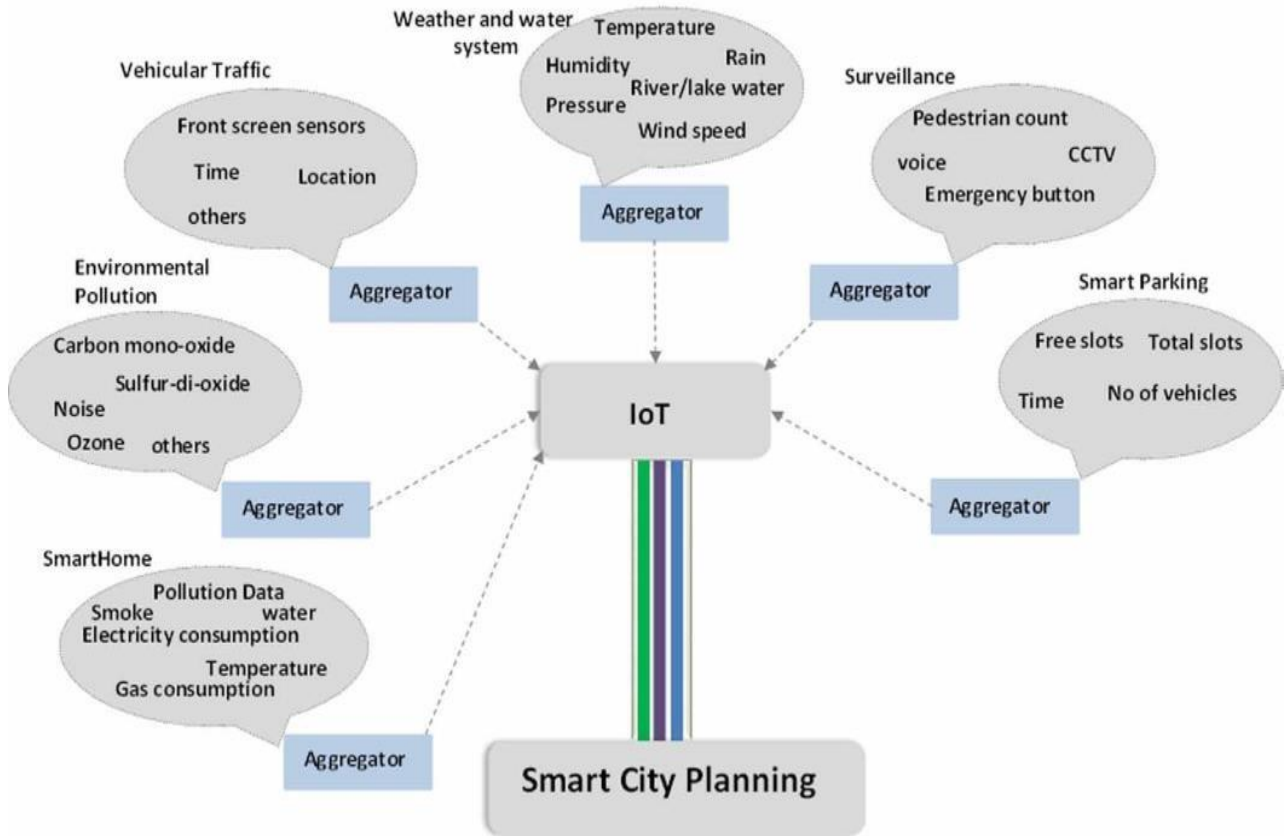 Weather and water
system
Temperature
Rain
Humidity
River/lake water
Pressure
Wind speed
Aggregator
Vehicular Traffic
Front screen sensors
Time
Location
others
Aggregator
Surveillance
Pedestrian count
voice
CCTV
Emergency button
Aggregator
Environmental
Pollution
Carbon mono-oxide
Sulfur-di-oxide
Noise
Ozone
others
Aggregator
Smart Parking
Free slots
Total slots
Time
No of vehicles
Aggregator
SmartHome
Pollution Data
Smoke
water
Electricity consumption
Temperature
Gas consumption
Aggregator
IoT
Smart City Planning